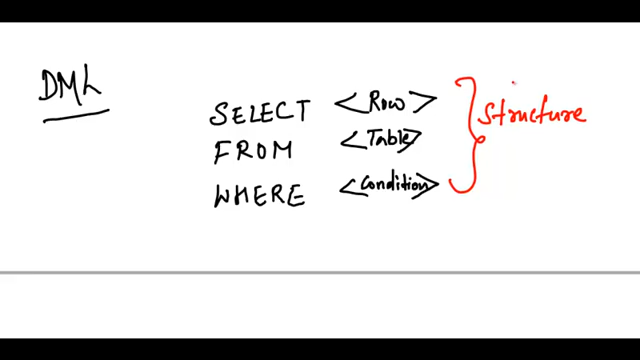 DML
SELECT <Row>
FROM <Table>
WHERE <Condition>
Structure